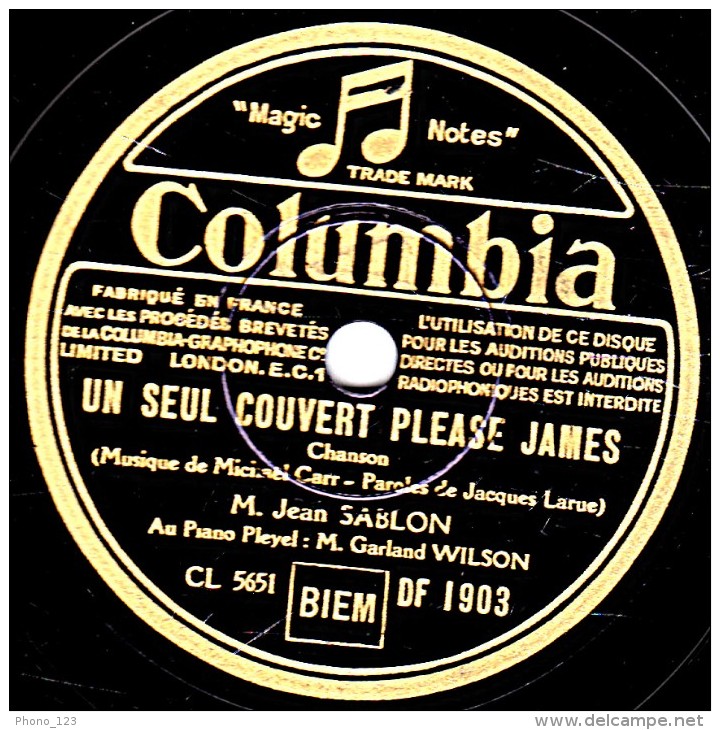 "Magic Notes"
TRADE MARK
Columbia
FABRIQUÉ EN FRANCE
AVEC LES PROCÉDÉS BREVETÉS
DE LA COLUMBIA-GRAPHOPHONE Co
LIMITED LONDON. E.C.1
L'UTILISATION DE CE DISQUE
POUR LES AUDITIONS PUBLIQUES
DIRECTES OU POUR LES AUDITIONS
RADIOPHONIQUES EST INTERDITE
UN SEUL COUVERT PLEASE JAMES
Chanson
(Musique de Michael Carr - Paroles de Jacques Larue)
M. Jean SABLON
Au Piano Pleyel : M. Garland WILSON
CL 5651 BIEM DF 1903
Phono_123
delcampe.net